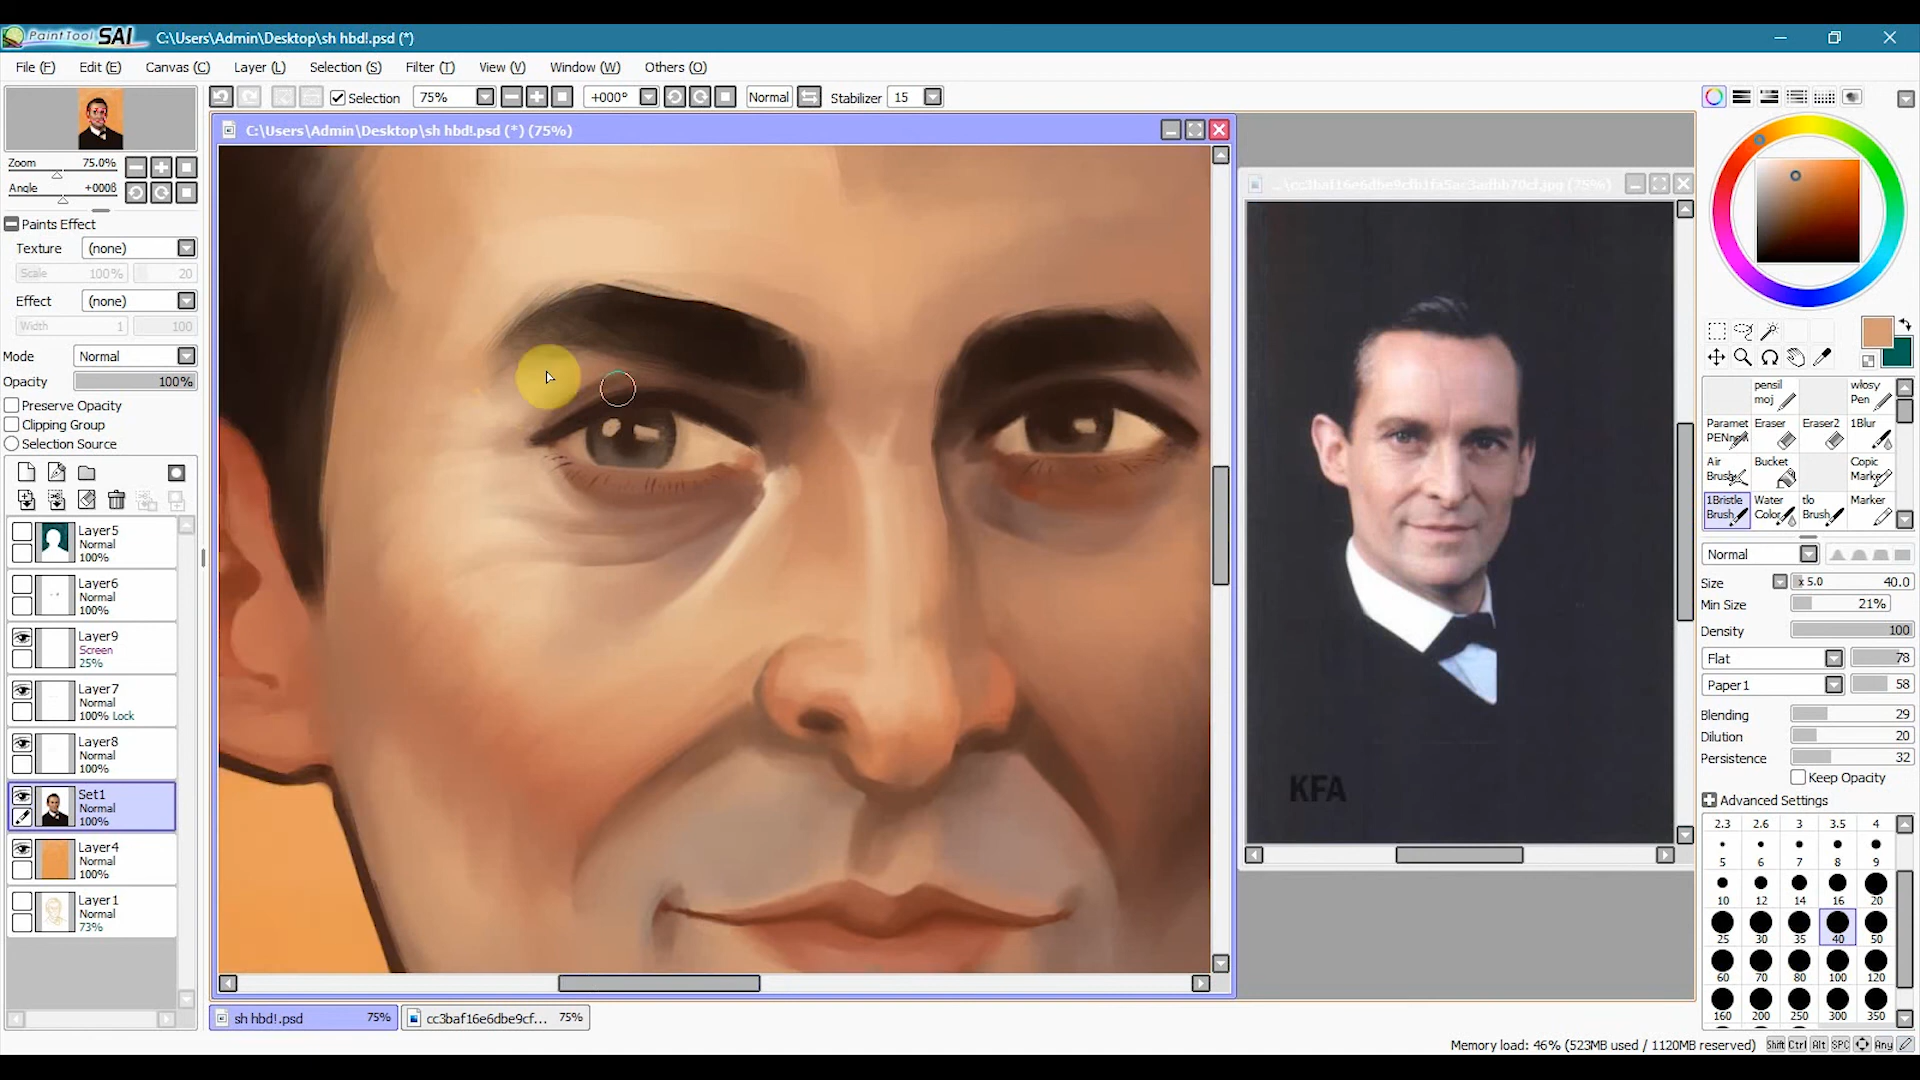 PaintTool SAI C:\Users\Admin\Desktop\sh hbd!.psd (*)
File (F) Edit (E) Canvas (C) Layer (L) Selection (S) Filter (T) View (V) Window (W) Others (O)
Selection 75% +000° Normal Stabilizer 15
C:\Users\Admin\Desktop\sh hbd!.psd (*) (75%)
Zoom 75.0%
Angle +000ß
Paints Effect
Texture (none)
Scale 100% 20
Effect (none)
Width 1 100
Mode Normal
Opacity 100%
Preserve Opacity
Clipping Group
Selection Source
Layer5
Normal
100%
Layer6
Normal
100%
Layer9
Screen
25%
Layer7
Normal
100% Lock
Layer8
Normal
100%
Set1
Normal
100%
Layer4
Normal
100%
Layer1
Normal
73%
KFA
sh hbd!.psd 75%
cc3baf16e6dbe9cf... 75%
pensil moj
włosy Pen
Paramet
Eraser
Eraser2
1Blur
Air Brush
Bucket
Copic Marke
1Bristle Brush
Water Color
tlo Brush
Marker
Normal
Size x 5.0 40.0
Min Size 21%
Density 100
Flat 78
Paper1 58
Blending 29
Dilution 20
Persistence 32
Keep Opacity
Advanced Settings
2.3 2.6 3 3.5 4
5 6 7 8 9
10 12 14 16 20
25 30 35 40 50
60 70 80 100 120
160 200 250 300 350
Memory load: 46% (523MB used / 1120MB reserved) Shift Ctrl Alt SPC Any